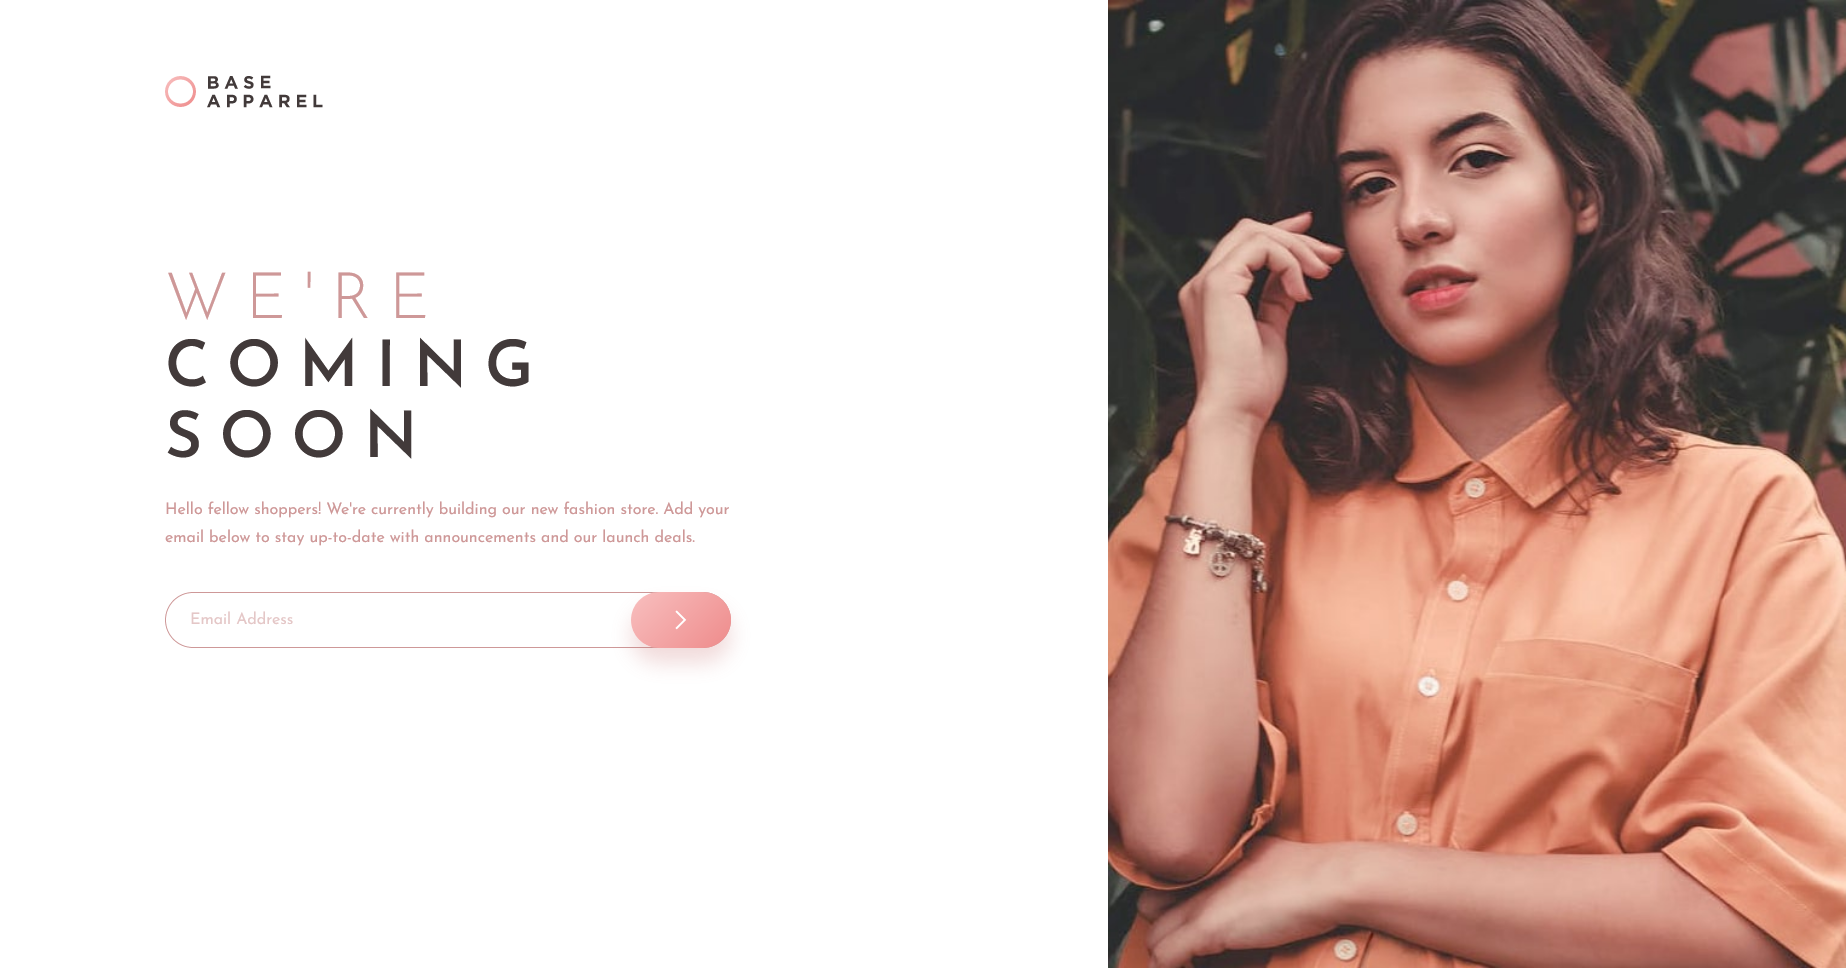 BASE
APPAREL
WE'RE
COMING
SOON
Hello fellow shoppers! We're currently building our new fashion store. Add your
email below to stay up-to-date with announcements and our launch deals.
Email Address